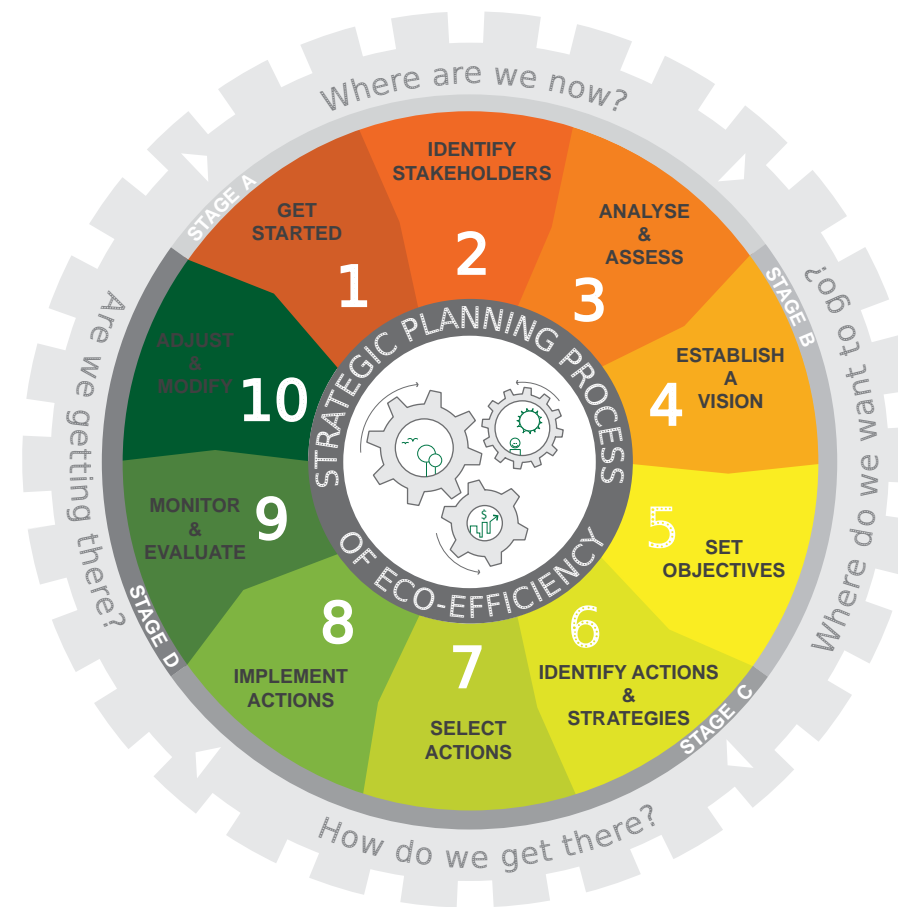 Where are we now?
STAGE A
GET
STARTED
1
IDENTIFY
STAKEHOLDERS
2
ANALYSE
&
ASSESS
3
Where do we want to go?
STAGE B
ESTABLISH
A
VISION
4
SET
OBJECTIVES
5
How do we get there?
STAGE C
IDENTIFY ACTIONS
&
STRATEGIES
6
SELECT
ACTIONS
7
IMPLEMENT
ACTIONS
8
Are we getting there?
STAGE D
MONITOR
&
EVALUATE
9
ADJUST
&
MODIFY
10
STRATEGIC PLANNING PROCESS
OF ECO-EFFICIENCY
$